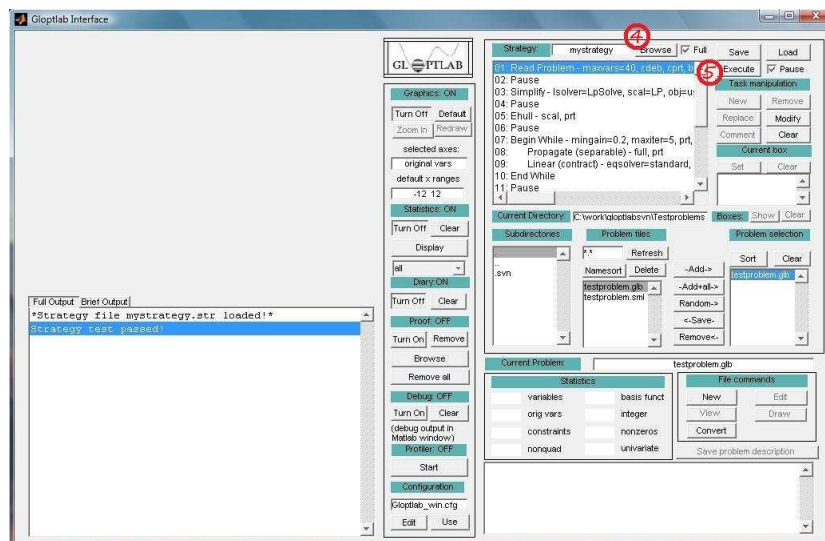 Gloptlab Interface
GL PTLAB
Graphics: ON
Turn Off Default
Zoom In Redraw
selected axes:
original vars
default x ranges
-12 12
Statistics: ON
Turn Off Clear
Display
all
Diary:ON
Turn Off Clear
Proof: OFF
Turn On Remove
Browse
Remove all
Debug: OFF
Turn On Clear
(debug output in
Matlab window)
Profiler: OFF
Start
Configuration
Gloptlab_win.cfg
Edit Use
Full Output Brief Output
*Strategy file mystrategy.str loaded!*
Strategy test passed!
4
Strategy: mystrategy Browse Full
5
01: Read Problem - maxvars=40, cdeb, cprt, b
02: Pause
03: Simplify - lsolver=LpSolve, scal=LP, obj=u
04: Pause
05: Ehull - scal, prt
06: Pause
07: Begin While - mingain=0.2, maxiter=5, prt,
08: Propagate (separable) - full, prt
09: Linear (contract) - eqsolver=standard,
10: End While
11: Pause
Save Load
Execute Pause
Task manipulation
New Remove
Replace Modify
Comment Clear
Current box
Set Clear
Current Directory: C:\work\gloptlabsvn\Testproblems Boxes: Show Clear
Subdirectories
.
..
.svn
Problem files
*.* Refresh
Namesort Delete
testproblem.glb
testproblem.sml
-Add->
-Add+all->
Random->
<-Save-
Remove<-
Problem selection
Sort Clear
testproblem.glb
Current Problem: testproblem.glb
Statistics
variables basis funct
orig vars integer
constraints nonzeros
nonquad univariate
File commands
New Edit
View Draw
Convert
Save problem description